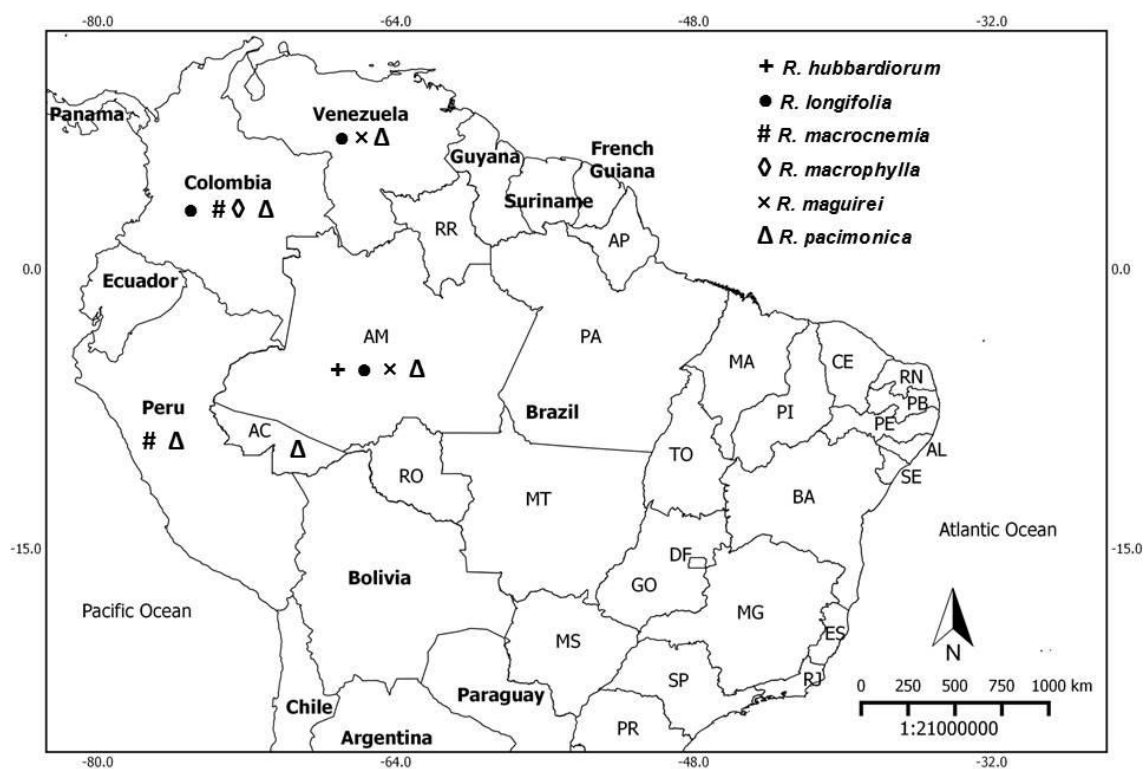 -80.0 -64.0 -48.0 -32.0
+ R. hubbardiorum
● R. longifolia
# R. macrocnemia
◊ R. macrophylla
× R. maguirei
Δ R. pacimonica
Panama
Venezuela
● × Δ
Guyana
French
Guiana
Suriname
Colombia
● # ◊ Δ
RR
AP
0.0 0.0
Ecuador
AM
+ ● × Δ
PA
MA
CE
RN
PB
PE
AL
SE
PI
Brazil
Peru
# Δ
AC
Δ
RO
TO
MT
BA
Atlantic Ocean
-15.0 -15.0
DF
GO
Bolivia
Pacific Ocean
MG
ES
MS
SP
RJ
N
Paraguay
Chile
PR
Argentina
0 250 500 750 1000 km
1:21000000
-80.0 -64.0 -48.0 -32.0